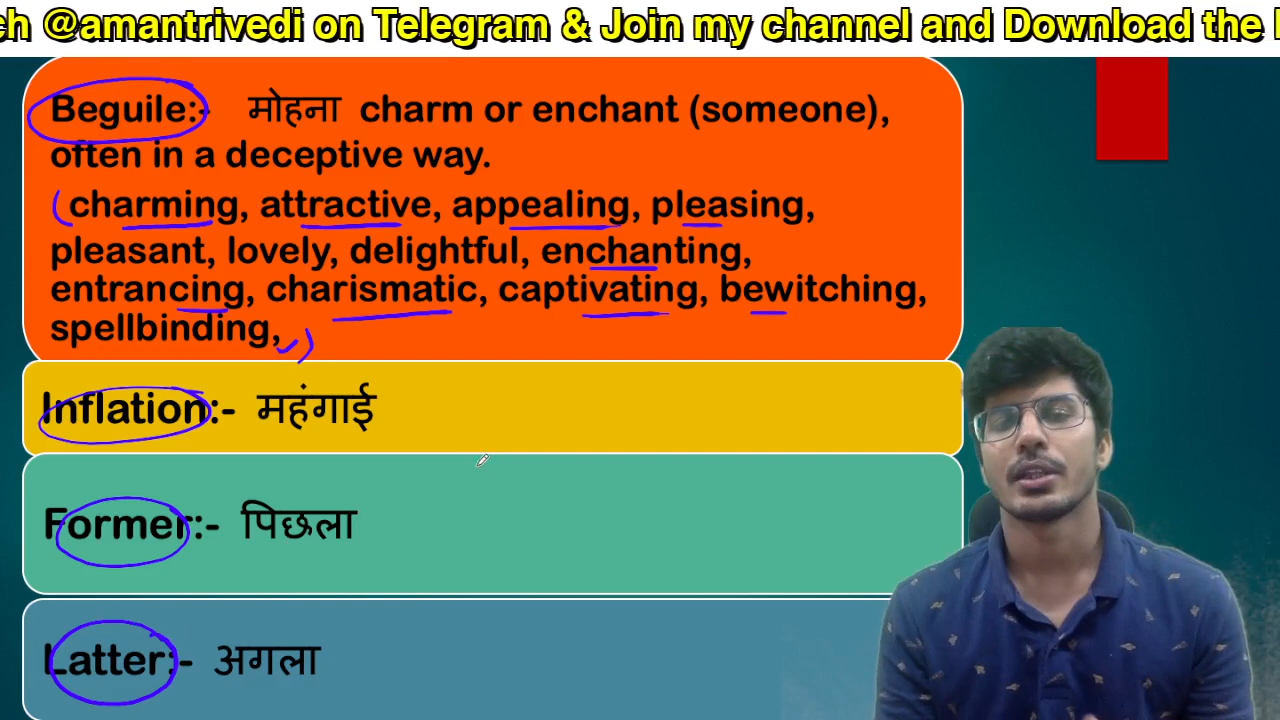 ch @amantrivedi on Telegram & Join my channel and Download the
Beguile:- मोहना charm or enchant (someone),
often in a deceptive way.
(charming, attractive, appealing, pleasing,
pleasant, lovely, delightful, enchanting,
entrancing, charismatic, captivating, bewitching,
spellbinding, )
Inflation:- महंगाई
Former:- पिछला
Latter:- अगला